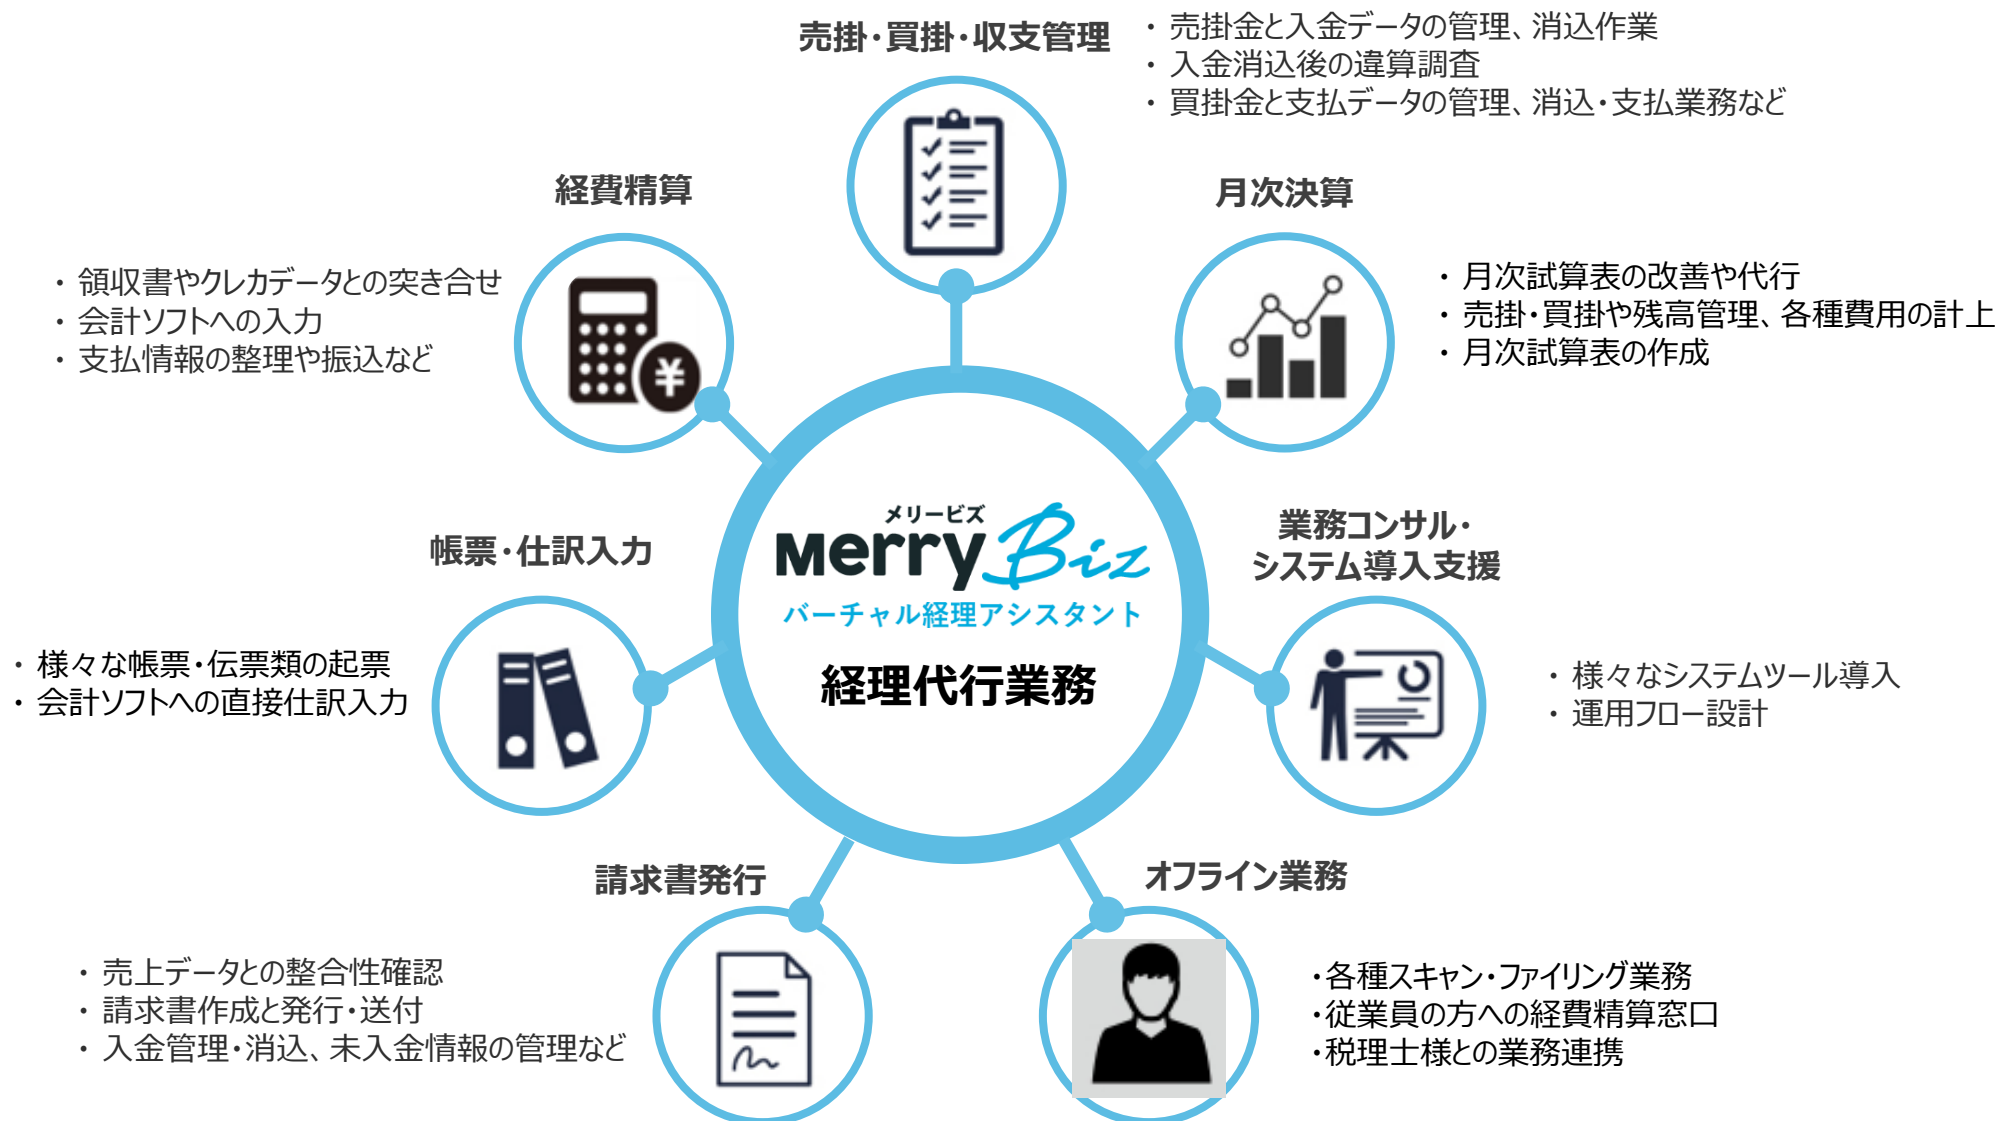 売掛・買掛・収支管理
・ 売掛金と入金データの管理、消込作業
・ 入金消込後の違算調査
・ 買掛金と支払データの管理、消込・支払業務など
経費精算
・ 領収書やクレカデータとの突き合せ
・ 会計ソフトへの入力
・ 支払情報の整理や振込など
月次決算
・ 月次試算表の改善や代行
・ 売掛・買掛や残高管理、各種費用の計上
・ 月次試算表の作成
¥
メリービズ
MerryBiz
バーチャル経理アシスタント
経理代行業務
帳票・仕訳入力
・ 様々な帳票・伝票類の起票
・ 会計ソフトへの直接仕訳入力
業務コンサル・
システム導入支援
・ 様々なシステムツール導入
・ 運用フロー設計
請求書発行
・ 売上データとの整合性確認
・ 請求書作成と発行・送付
・ 入金管理・消込、未入金情報の管理など
オフライン業務
・各種スキャン・ファイリング業務
・従業員の方への経費精算窓口
・税理士様との業務連携